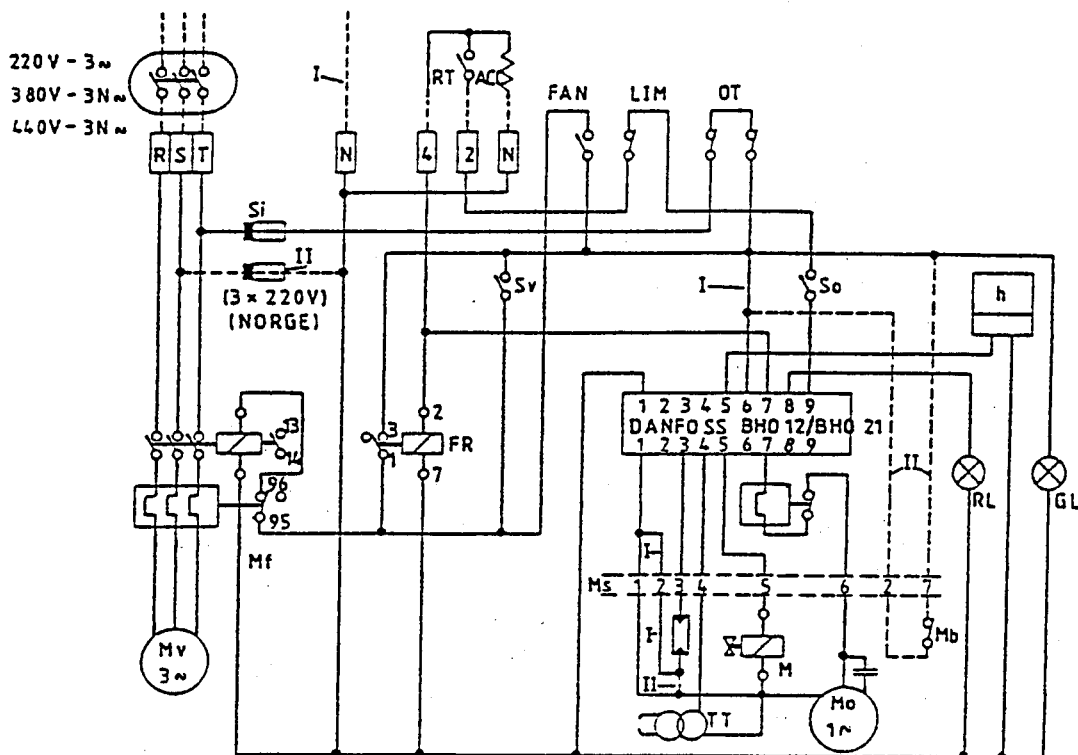 220V - 3~
380V - 3N~
440V - 3N~
I
RT ACC
FAN LIM OT
R S T N 4 2 N
Si
II
(3 × 220V)
(NORGE)
Sv
I
So
h
1 2 3 4 5 6 7 8 9
DANFOSS BHO 12/BHO 21
1 2 3 4 5 6 7 8 9
13
14
3
1
2
FR
7
II
RL
GL
96
95
Mf
I
Ms 1 2 3 4 5 6 2 7
I
M
Mb
II
Mv
3~
TT
Mo
1~